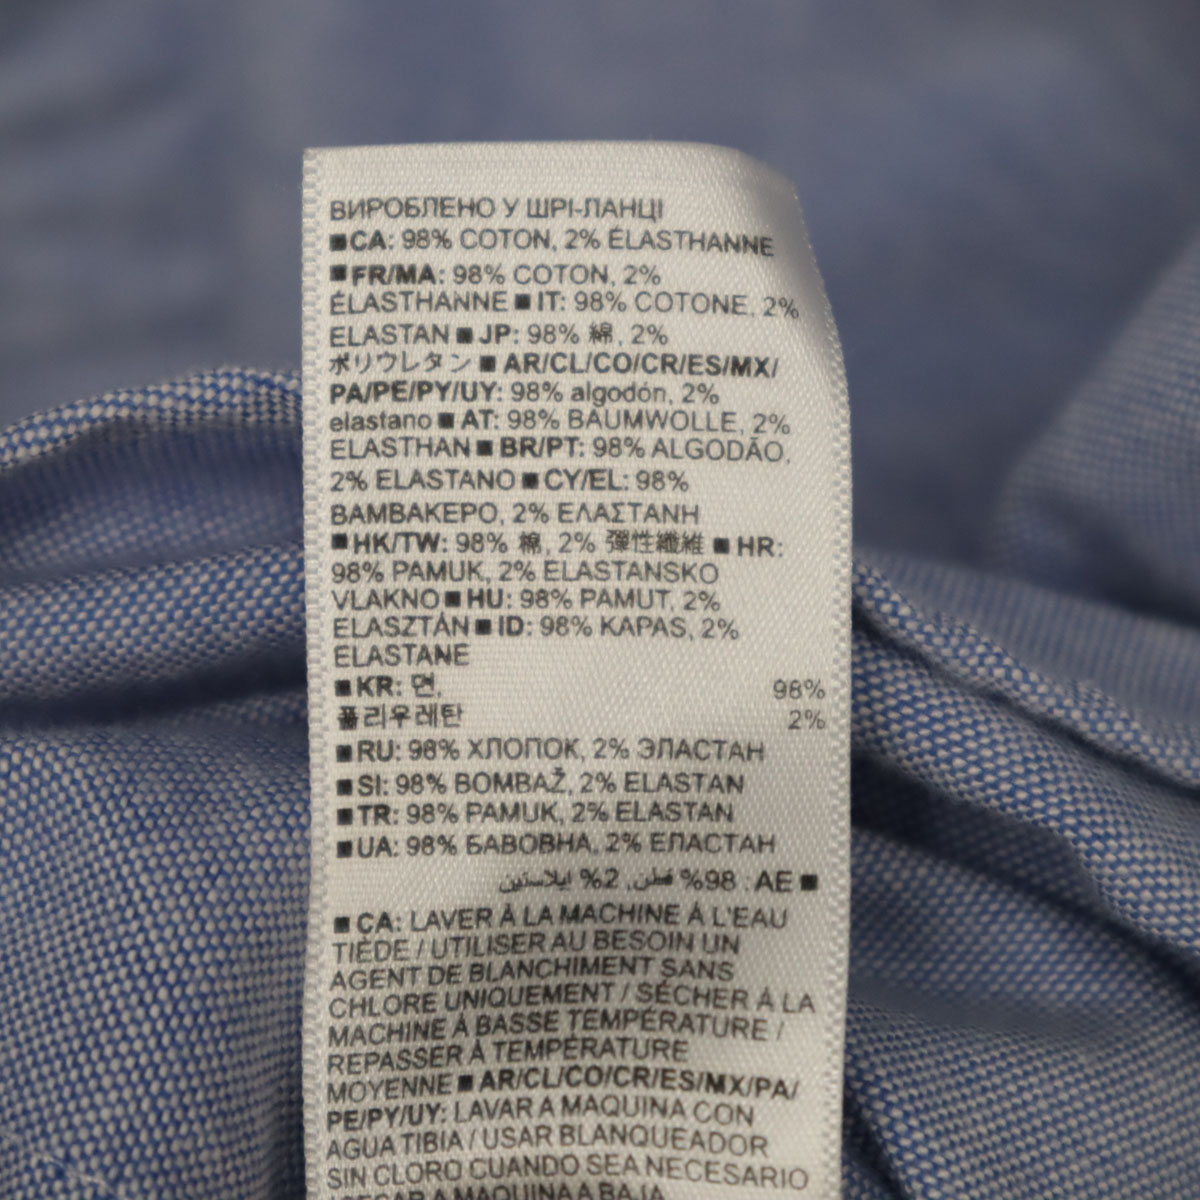 ВИРОБЛЕНО У ШРІ-ЛАНЦІ
■CA: 98% COTON, 2% ÉLASTHANNE
■FR/MA: 98% COTON, 2%
ÉLASTHANNE ■ IT: 98% COTONE, 2%
ELASTAN ■ JP: 98% 綿, 2%
ポリウレタン ■ AR/CL/CO/CR/ES/MX/
PA/PE/PY/UY: 98% algodón, 2%
elastano ■ AT: 98% BAUMWOLLE, 2%
ELASTHAN ■ BR/PT: 98% ALGODÃO,
2% ELASTANO ■ CY/EL: 98%
ΒΑΜΒΑΚΕΡΟ, 2% ΕΛΑΣΤΑΝΗ
■HK/TW: 98% 棉, 2% 彈性纖維 ■ HR:
98% PAMUK, 2% ELASTANSKO
VLAKNO ■ HU: 98% PAMUT, 2%
ELASZTÁN ■ ID: 98% KAPAS, 2%
ELASTANE
■KR: 면, 98%
폴리우레탄 2%
■RU: 98% ХЛОПОК, 2% ЭЛАСТАН
■SI: 98% BOMBAŽ, 2% ELASTAN
■TR: 98% PAMUK, 2% ELASTAN
■UA: 98% БАВОВНА, 2% ЕЛАСТАН
■ AE: 98% قطن, 2% ايلاستين
■ CA: LAVER À LA MACHINE À L'EAU
TIÈDE / UTILISER AU BESOIN UN
AGENT DE BLANCHIMENT SANS
CHLORE UNIQUEMENT / SÉCHER À LA
MACHINE À BASSE TEMPÉRATURE /
REPASSER À TEMPÉRATURE
MOYENNE ■ AR/CL/CO/CR/ES/MX/PA/
PE/PY/UY: LAVAR A MAQUINA CON
AGUA TIBIA / USAR BLANQUEADOR
SIN CLORO CUANDO SEA NECESARIO
A MAQUINA A BAJA